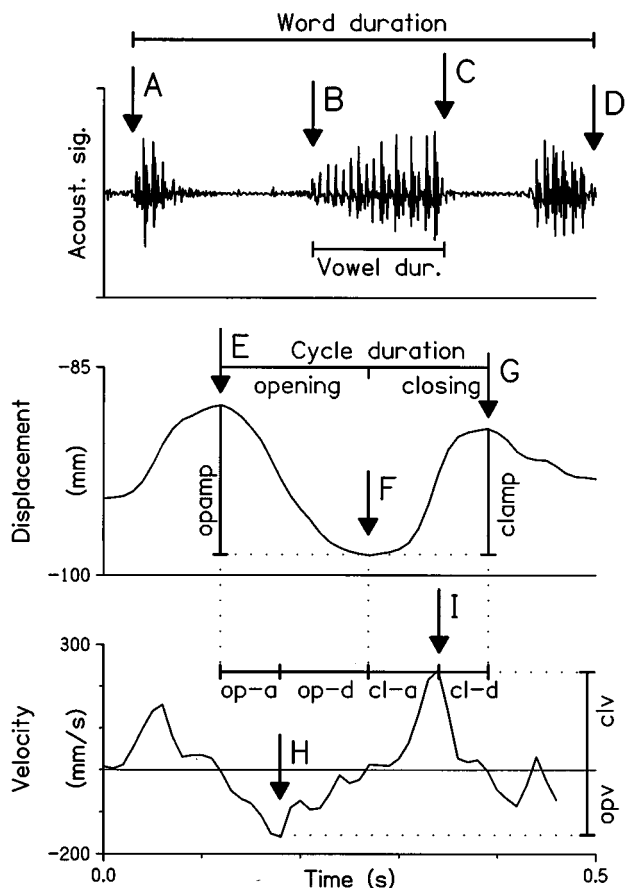 Word duration
A
B
C
D
Acoust. sig.
Vowel dur.
E
Cycle duration
G
-85
opening
closing
Displacement
(mm)
opamp
F
clamp
-100
I
300
op-a
op-d
cl-a
cl-d
Velocity
(mm/s)
H
clv
opv
-200
0.0
Time (s)
0.5